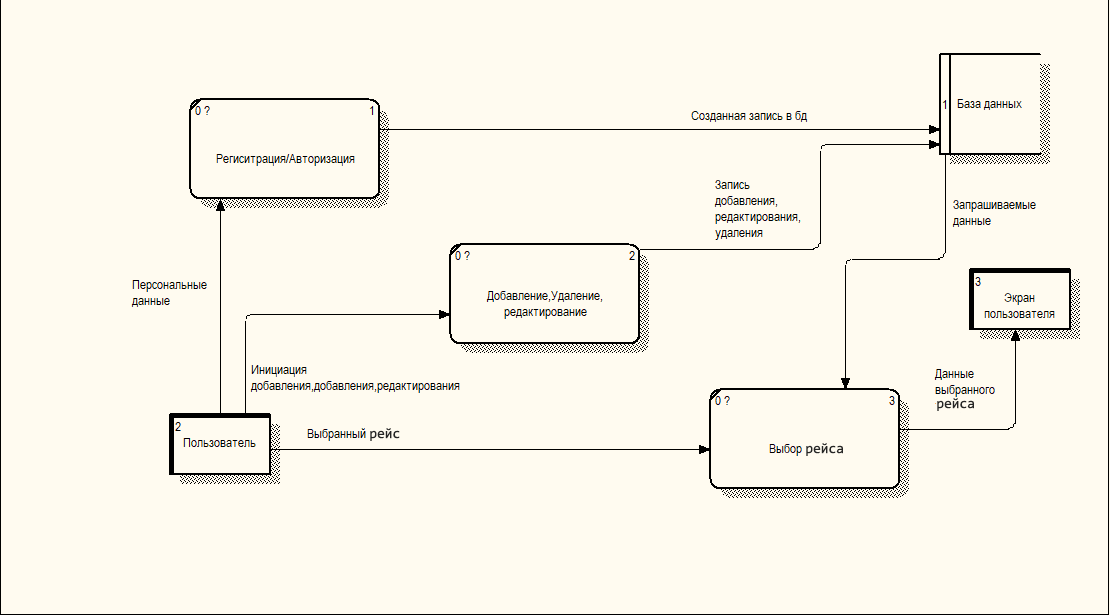 База данных
1
0 ?
1
Региситрация/Авторизация
Созданная запись в бд
Запись
добавления,
редактирования,
удаления
Запрашиваемые
данные
0 ?
2
Добавление,Удаление,
редактирование
Персональные
данные
3
Экран
пользователя
Инициация
добавления,добавления,редактирования
Данные
выбранного
рейса
0 ?
3
Выбор рейса
2
Пользователь
Выбранный рейс